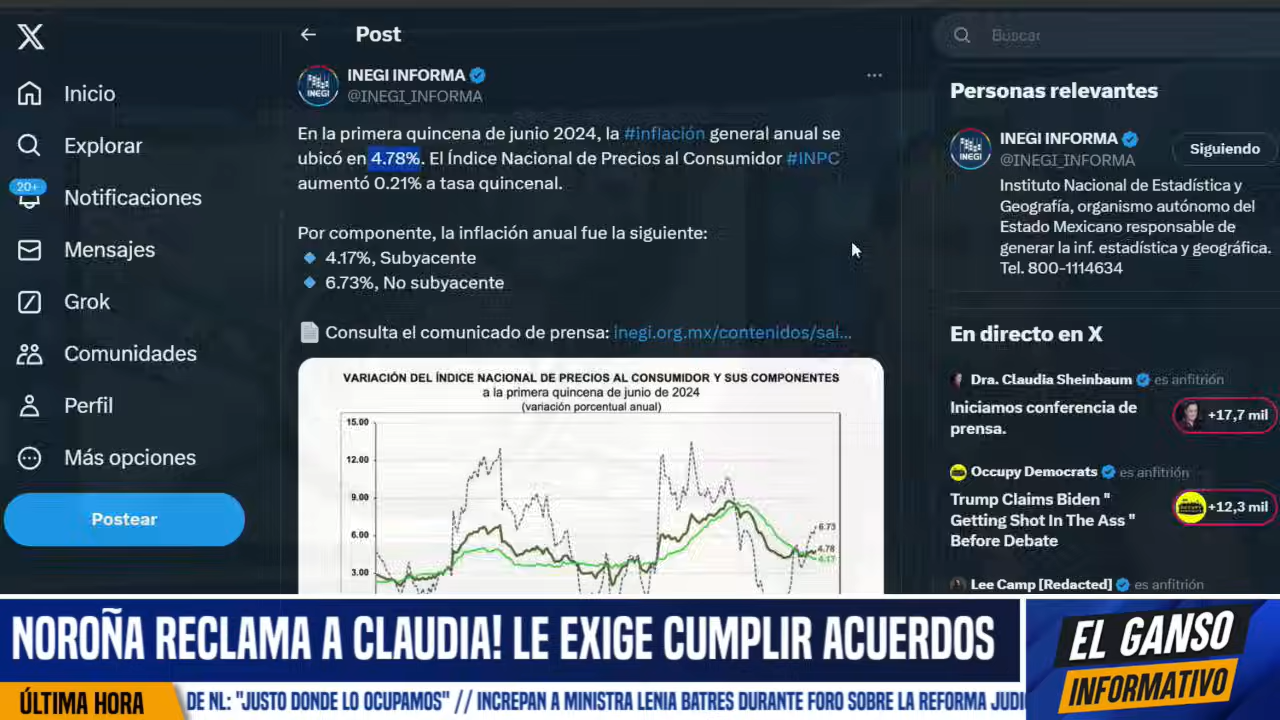 Post
Buscar
Inicio
Explorar
20+
Notificaciones
Mensajes
Grok
Comunidades
Perfil
Más opciones
Postear
INEGI
INEGI INFORMA
@INEGI_INFORMA
En la primera quincena de junio 2024, la #inflación general anual se
ubicó en 4.78%. El Índice Nacional de Precios al Consumidor #INPC
aumentó 0.21% a tasa quincenal.
Por componente, la inflación anual fue la siguiente:
4.17%, Subyacente
6.73%, No subyacente
Consulta el comunicado de prensa: inegi.org.mx/contenidos/sal...
VARIACIÓN DEL ÍNDICE NACIONAL DE PRECIOS AL CONSUMIDOR Y SUS COMPONENTES
a la primera quincena de junio de 2024
(variación porcentual anual)
15.00
12.00
9.00
6.00
3.00
6.73
4.78
4.17
Personas relevantes
INEGI
INEGI INFORMA
@INEGI_INFORMA
Siguiendo
Instituto Nacional de Estadística y
Geografía, organismo autónomo del
Estado Mexicano responsable de
generar la inf. estadística y geográfica.
Tel. 800-1114634
En directo en X
Dra. Claudia Sheinbaum es anfitrión
Iniciamos conferencia de
prensa.
+17,7 mil
Occupy Democrats es anfitrión
Trump Claims Biden "
Getting Shot In The Ass "
Before Debate
+12,3 mil
Lee Camp [Redacted] es anfitrión
NOROÑA RECLAMA A CLAUDIA! LE EXIGE CUMPLIR ACUERDOS
EL GANSO
INFORMATIVO
ÚLTIMA HORA
DE NL: "JUSTO DONDE LO OCUPAMOS" // INCREPAN A MINISTRA LENIA BATRES DURANTE FORO SOBRE LA REFORMA JUDI